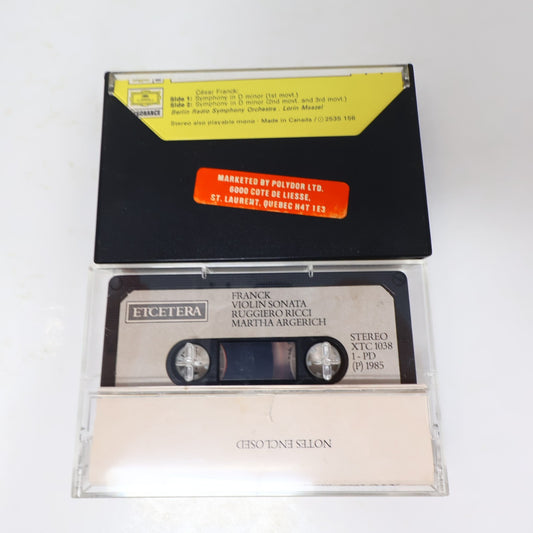 César Franck:
Side 1: Symphony in D minor (1st movt.)
Side 2: Symphony in D minor (2nd movt. and 3rd movt.)
Berlin Radio Symphony Orchestra · Lorin Maazel
RESONANCE
Stereo also playable mono · Made in Canada / ℗ 2535 156
MARKETED BY POLYDOR LTD.
6000 COTE DE LIESSE,
ST. LAURENT, QUEBEC H4T 1E3
ETCETERA
FRANCK
VIOLIN SONATA
RUGGIERO RICCI
MARTHA ARGERICH
STEREO
XTC 1038
1 - PD
(P) 1985
NOTES ENCLOSED